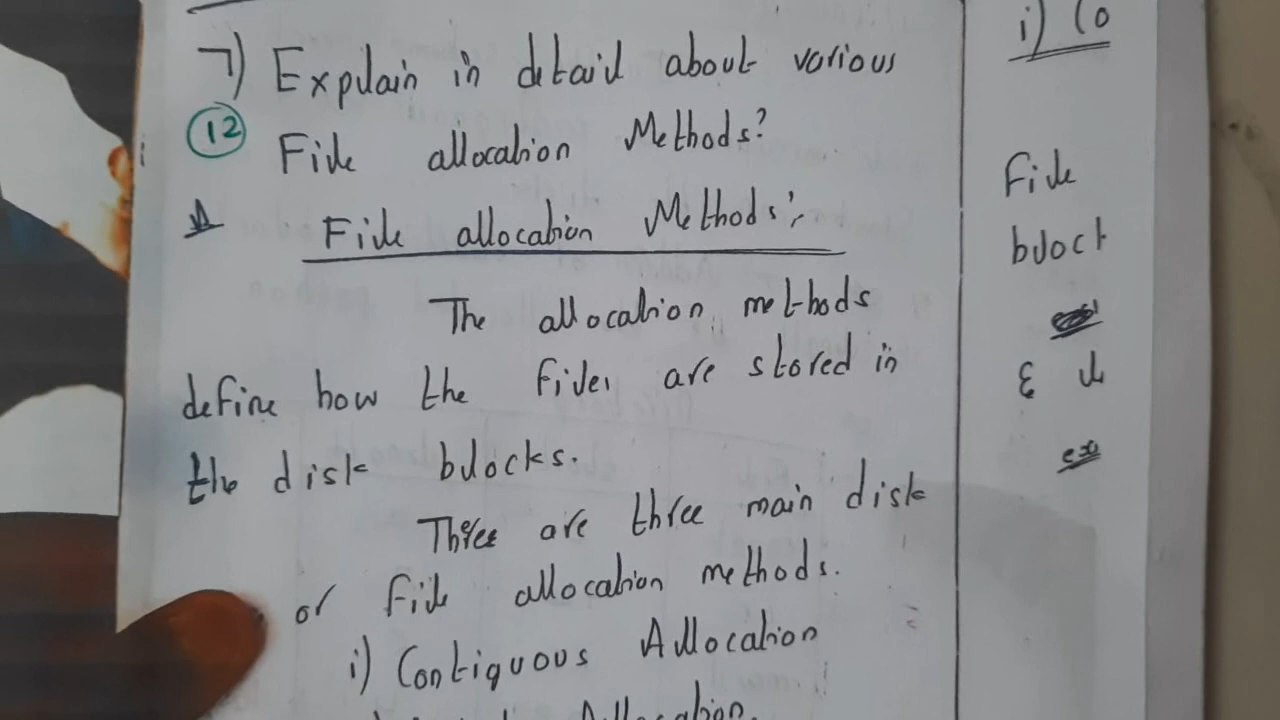 7) Explain in detail about various
12 File allocation Methods?
File allocation Methods:
The allocation methods
define how the files are stored in
the disk blocks.
There are three main disk
or File allocation methods.
i) Contiguous Allocation
Allocation.
i) Co
File
block